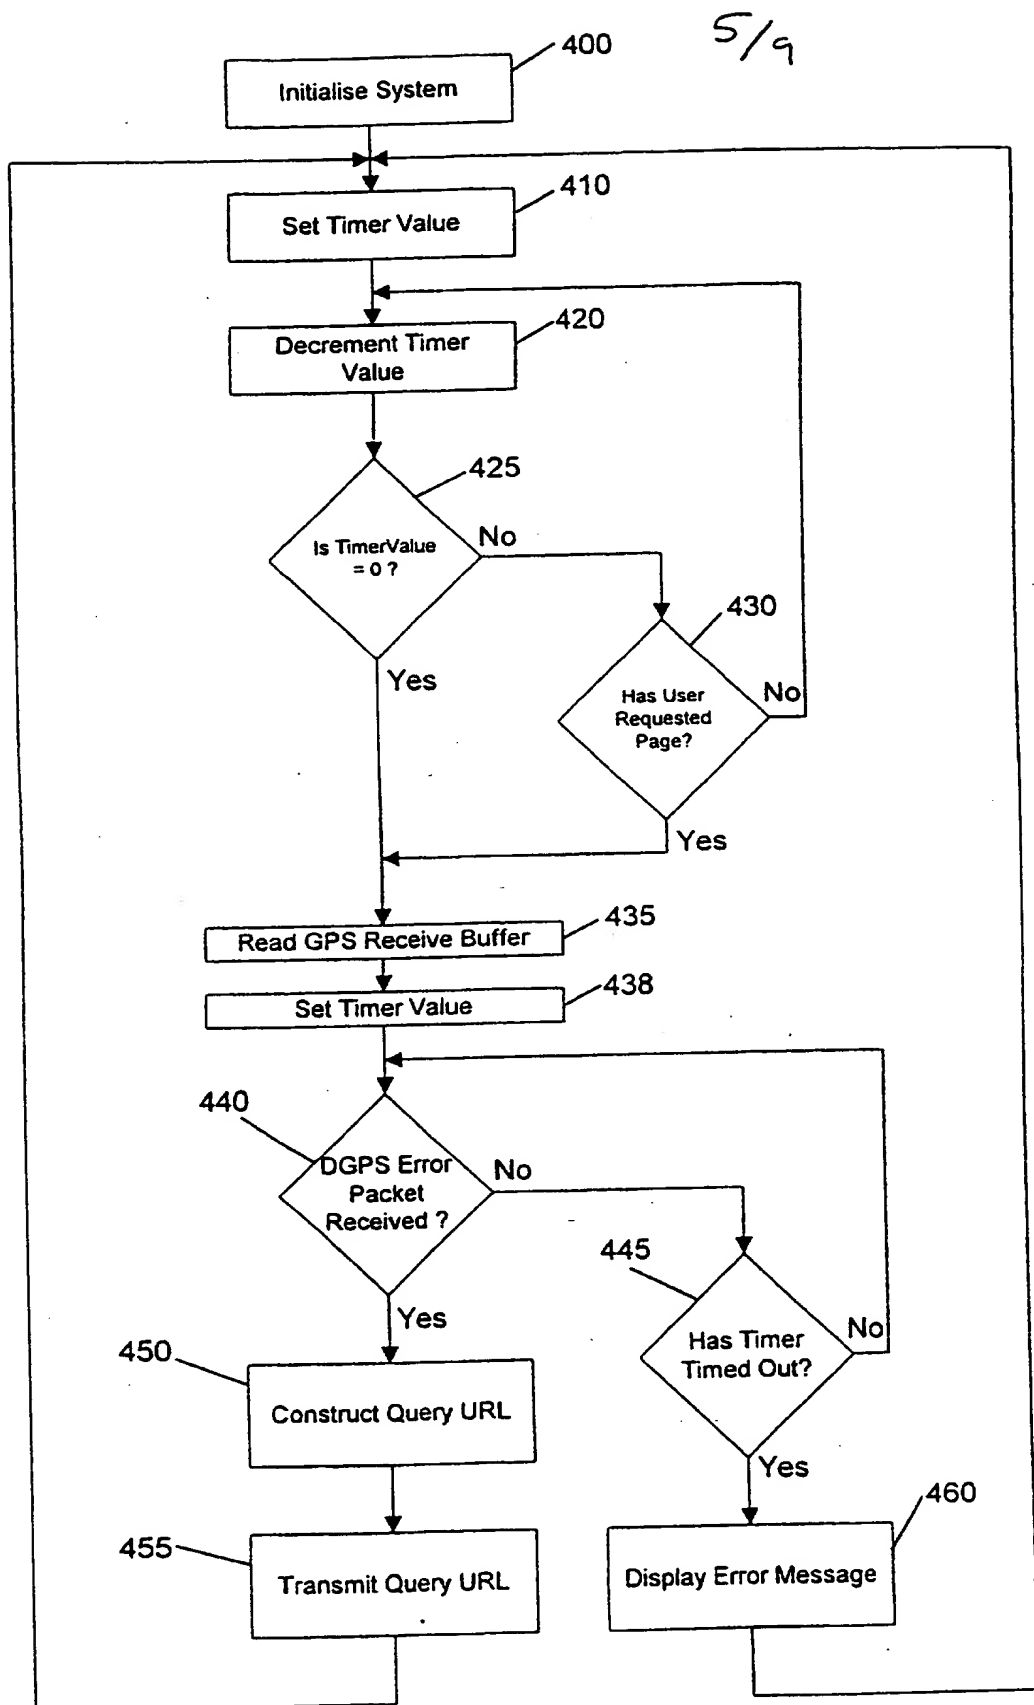 5/9
400
Initialise System
410
Set Timer Value
420
Decrement Timer
Value
425
Is TimerValue
= 0 ?
No
430
Has User
Requested
Page?
No
Yes
Yes
435
Read GPS Receive Buffer
438
Set Timer Value
440
DGPS Error
Packet
Received ?
No
445
Has Timer
Timed Out?
No
Yes
450
Construct Query URL
Yes
460
455
Transmit Query URL
Display Error Message